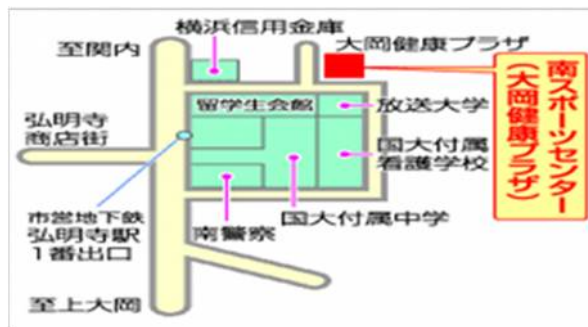 横浜信用金庫
至関内
大岡健康プラザ
留学生会館
放送大学
弘明寺
商店街
国大付属
看護学校
市営地下鉄
弘明寺駅
1番出口
南警察
国大付属中学
至上大岡
南スポーツセンター
(大岡健康プラザ)